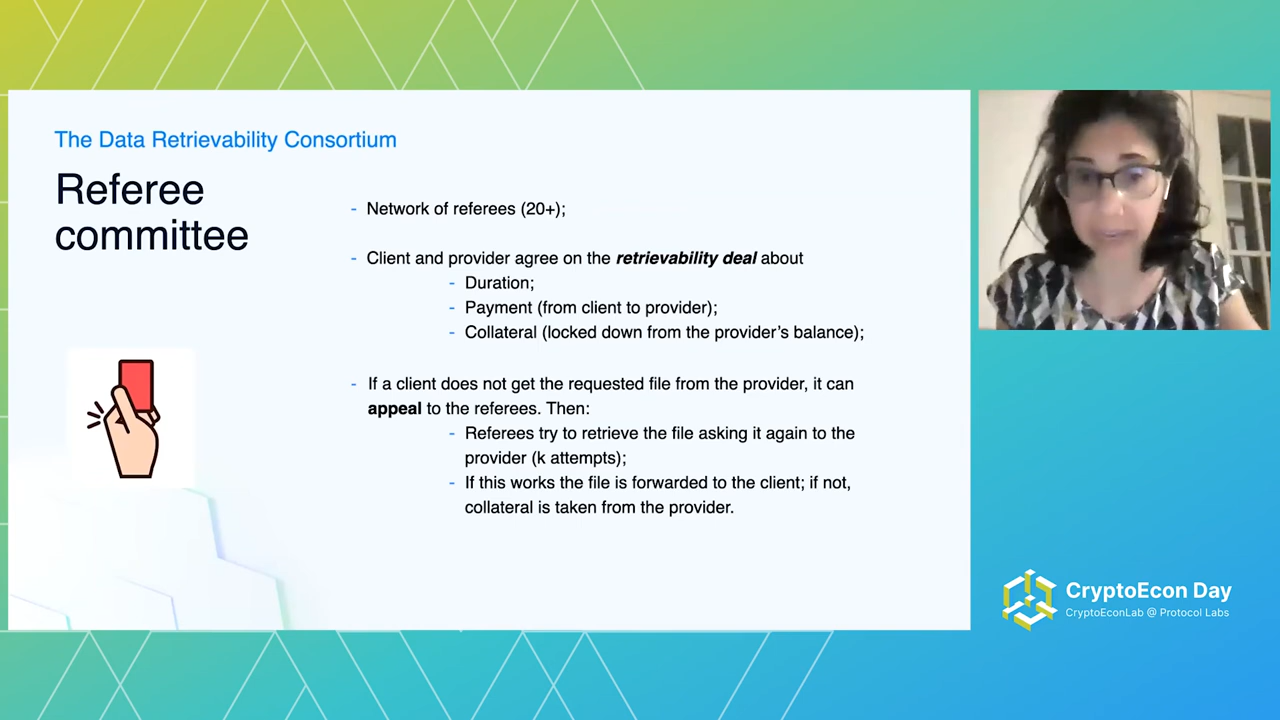 The Data Retrievability Consortium
Referee
committee
- Network of referees (20+);
- Client and provider agree on the retrievability deal about
- Duration;
- Payment (from client to provider);
- Collateral (locked down from the provider's balance);
- If a client does not get the requested file from the provider, it can
appeal to the referees. Then:
- Referees try to retrieve the file asking it again to the
provider (k attempts);
- If this works the file is forwarded to the client; if not,
collateral is taken from the provider.
CryptoEcon Day
CryptoEconLab @ Protocol Labs